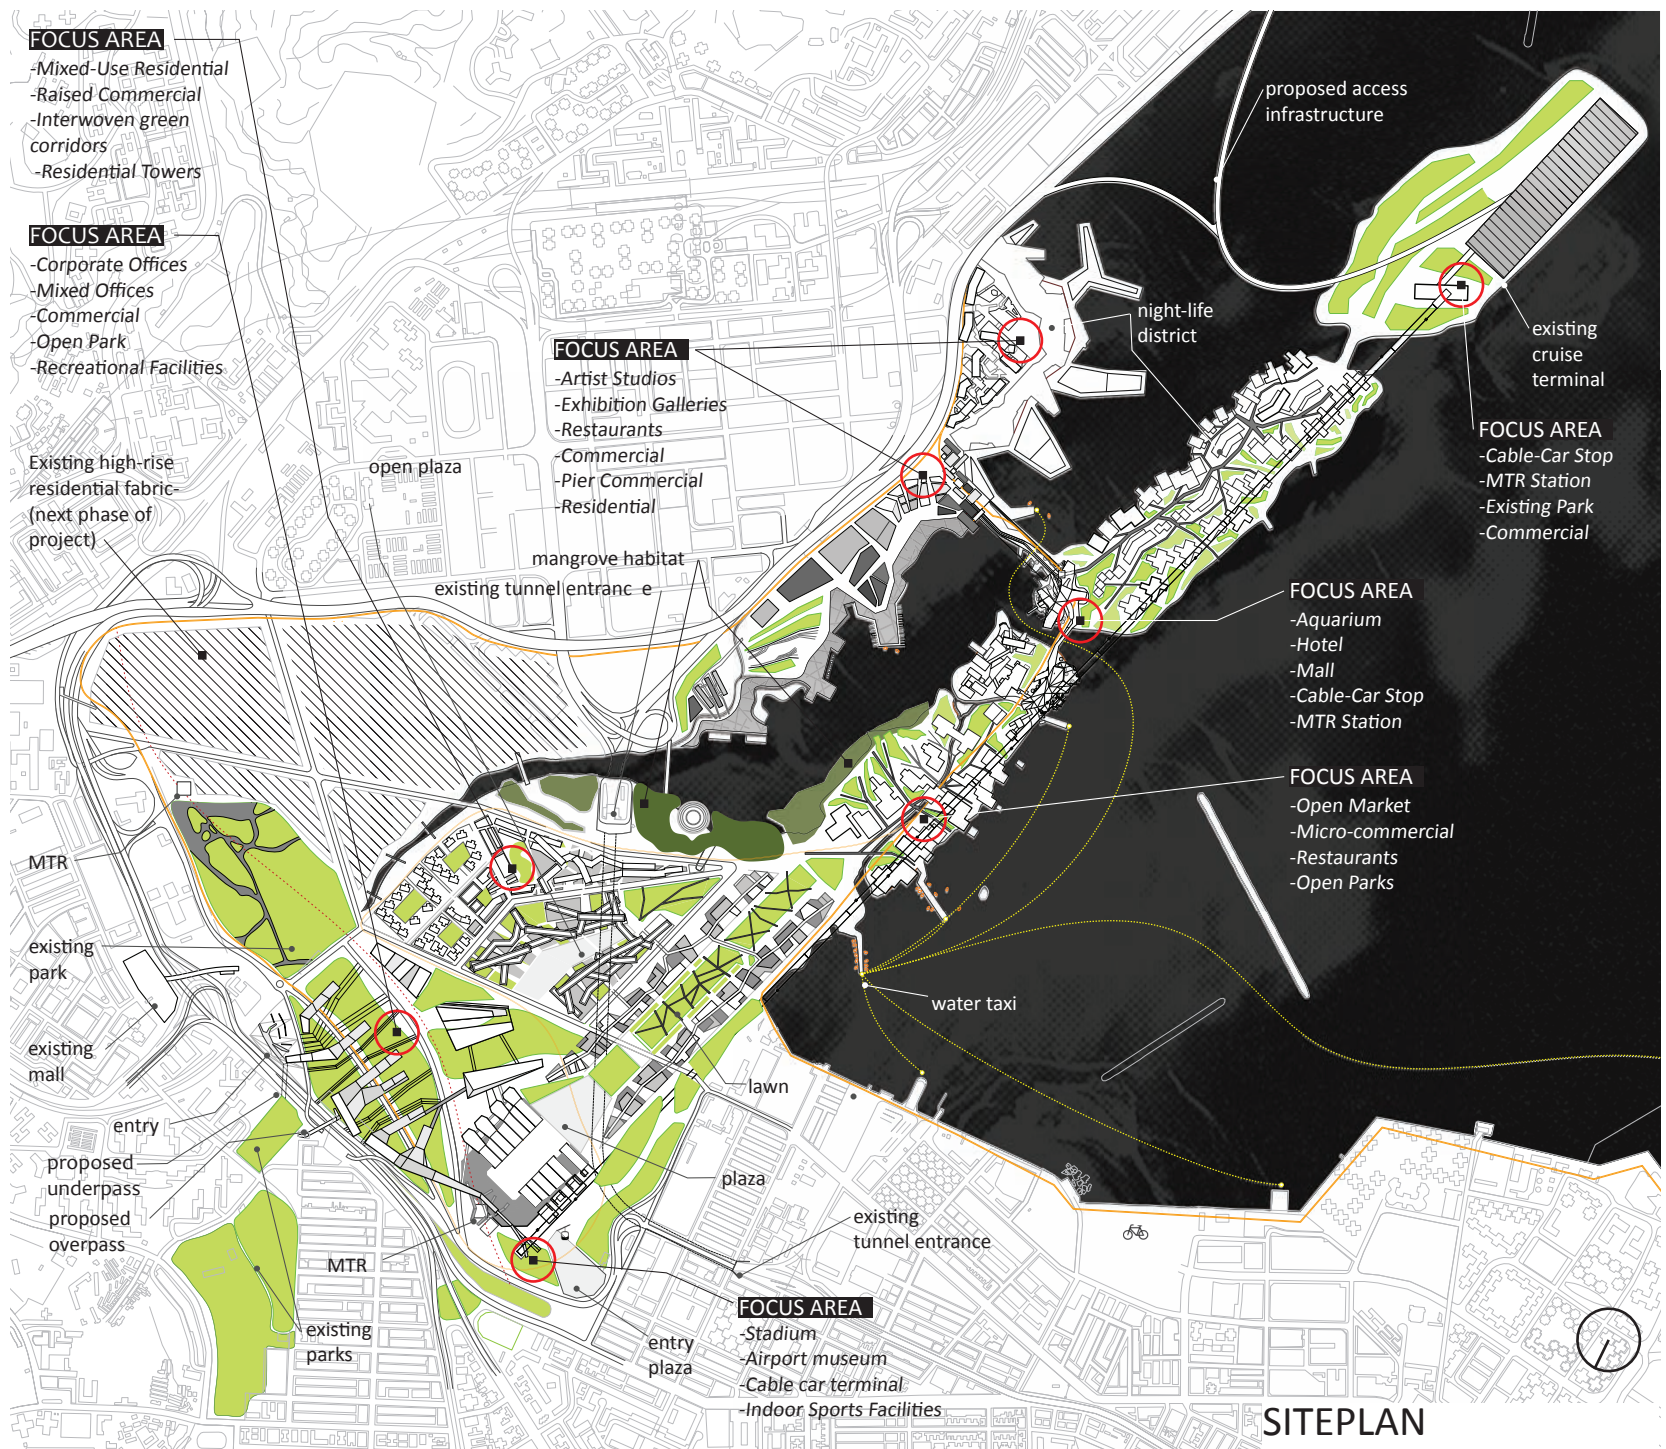 FOCUS AREA
-Mixed-Use Residential
-Raised Commercial
-Interwoven green
corridors
-Residential Towers
FOCUS AREA
-Corporate Offices
-Mixed Offices
-Commercial
-Open Park
-Recreational Facilities
FOCUS AREA
-Artist Studios
-Exhibition Galleries
-Restaurants
-Commercial
-Pier Commercial
-Residential
proposed access
infrastructure
night-life
district
existing
cruise
terminal
FOCUS AREA
-Cable-Car Stop
-MTR Station
-Existing Park
-Commercial
Existing high-rise
residential fabric-
(next phase of
project)
open plaza
mangrove habitat
existing tunnel entranc e
FOCUS AREA
-Aquarium
-Hotel
-Mall
-Cable-Car Stop
-MTR Station
FOCUS AREA
-Open Market
-Micro-commercial
-Restaurants
-Open Parks
MTR
existing
park
existing
mall
entry
proposed
underpass
proposed
overpass
MTR
existing
parks
water taxi
lawn
plaza
existing
tunnel entrance
entry
plaza
FOCUS AREA
-Stadium
-Airport museum
-Cable car terminal
-Indoor Sports Facilities
SITEPLAN